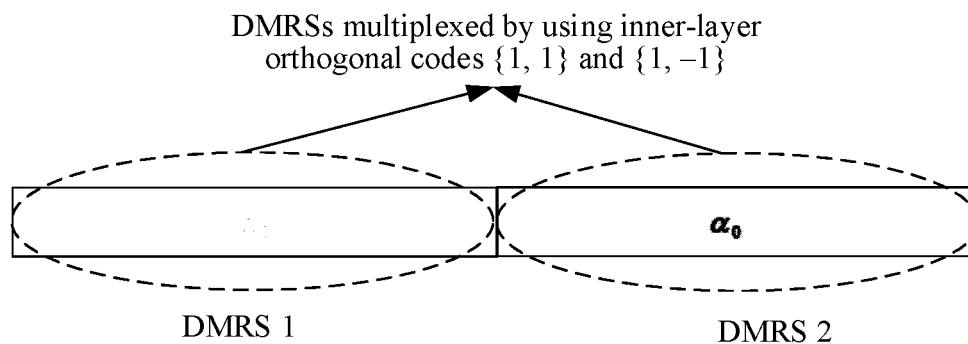 DMRSs multiplexed by using inner-layer
orthogonal codes {1, 1} and {1, –1}
α₀
DMRS 1
DMRS 2